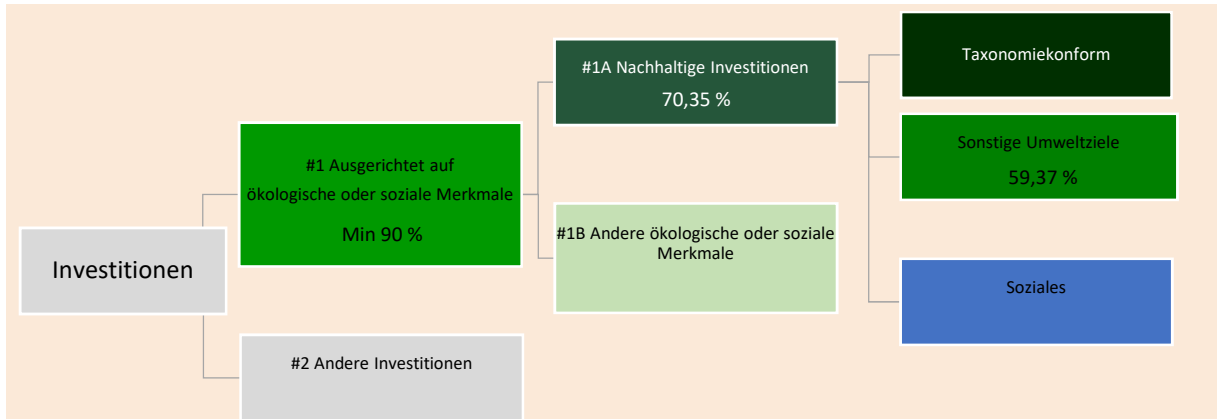 Investitionen
#1 Ausgerichtet auf
ökologische oder soziale Merkmale
Min 90 %
#2 Andere Investitionen
#1A Nachhaltige Investitionen
70,35 %
#1B Andere ökologische oder soziale
Merkmale
Taxonomiekonform
Sonstige Umweltziele
59,37 %
Soziales